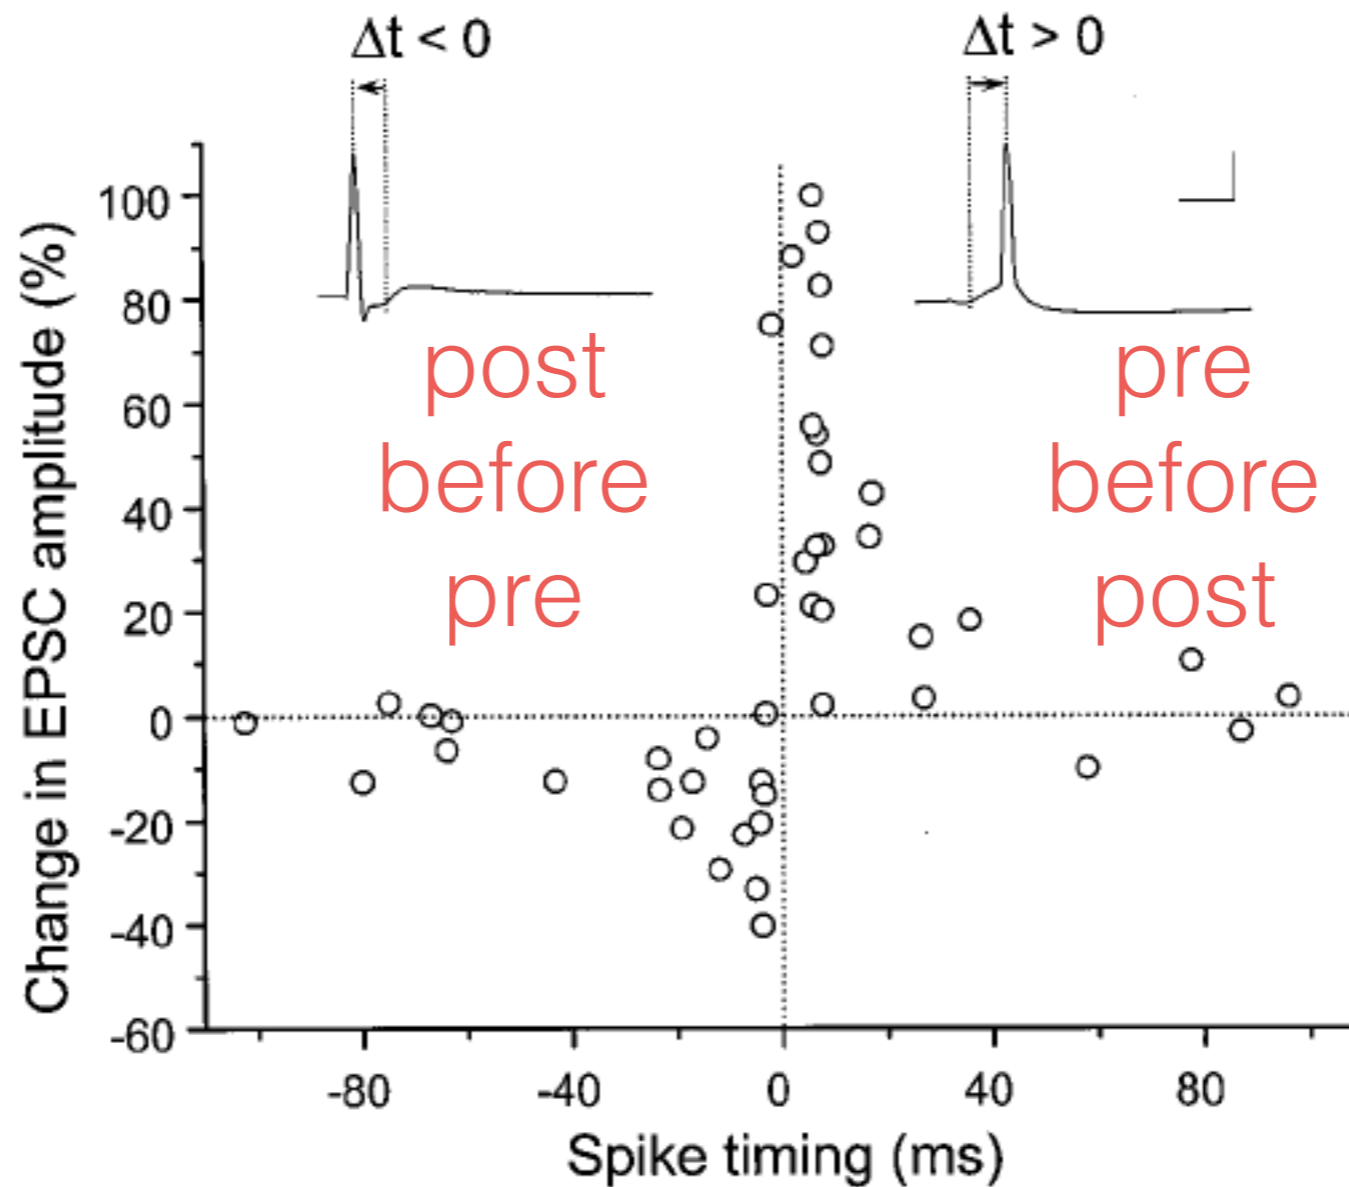 Δt < 0
Δt > 0
Change in EPSC amplitude (%)
100
80
60
40
20
0
-20
-40
-60
post
before
pre
pre
before
post
-80
-40
0
40
80
Spike timing (ms)